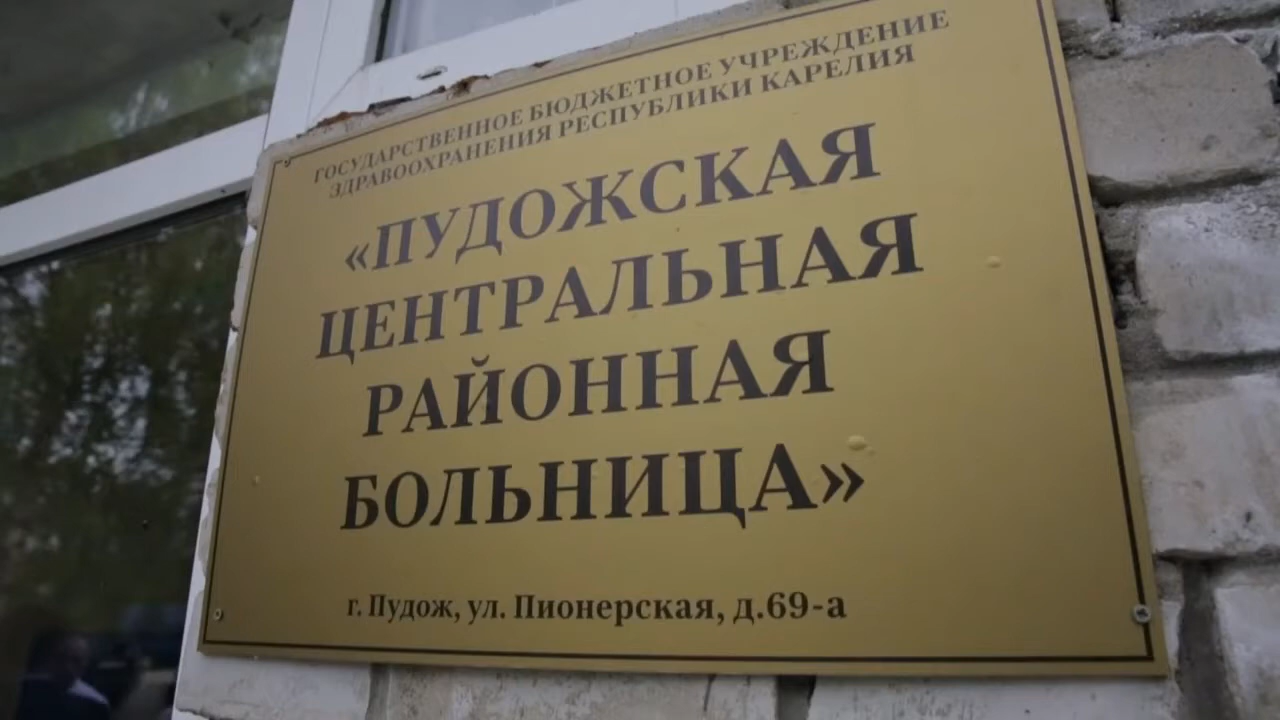 ГОСУДАРСТВЕННОЕ БЮДЖЕТНОЕ УЧРЕЖДЕНИЕ
ЗДРАВООХРАНЕНИЯ РЕСПУБЛИКИ КАРЕЛИЯ
«ПУДОЖСКАЯ
ЦЕНТРАЛЬНАЯ
РАЙОННАЯ
БОЛЬНИЦА»
г. Пудож, ул. Пионерская, д.69-а